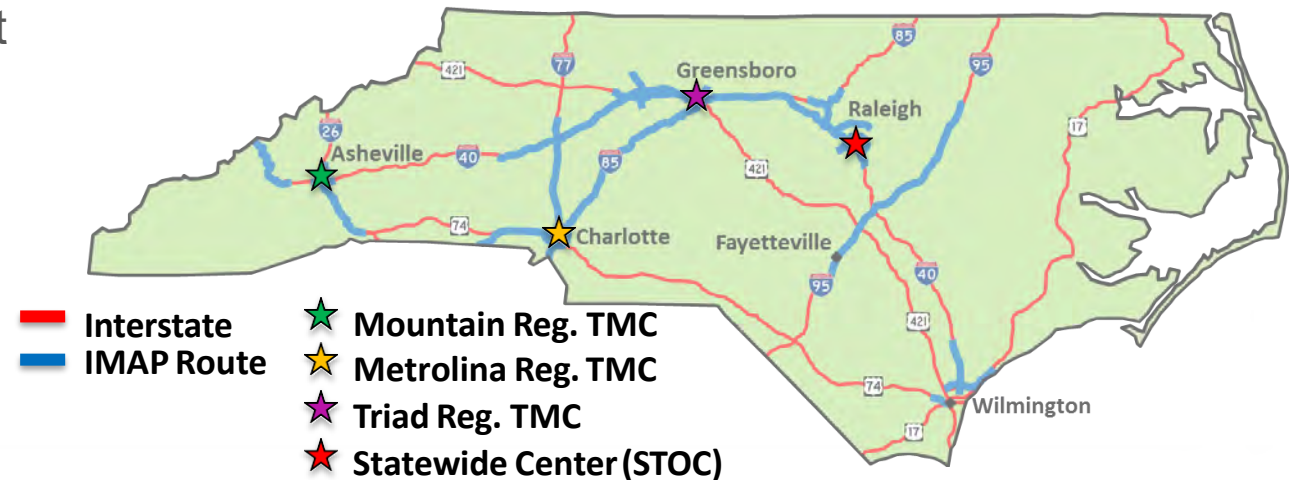 t
77
85
95
421
Greensboro
Raleigh
17
26
Asheville
40
85
421
74
Charlotte
Fayetteville
95
40
421
74
Wilmington
17
Interstate
IMAP Route
Mountain Reg. TMC
Metrolina Reg. TMC
Triad Reg. TMC
Statewide Center (STOC)